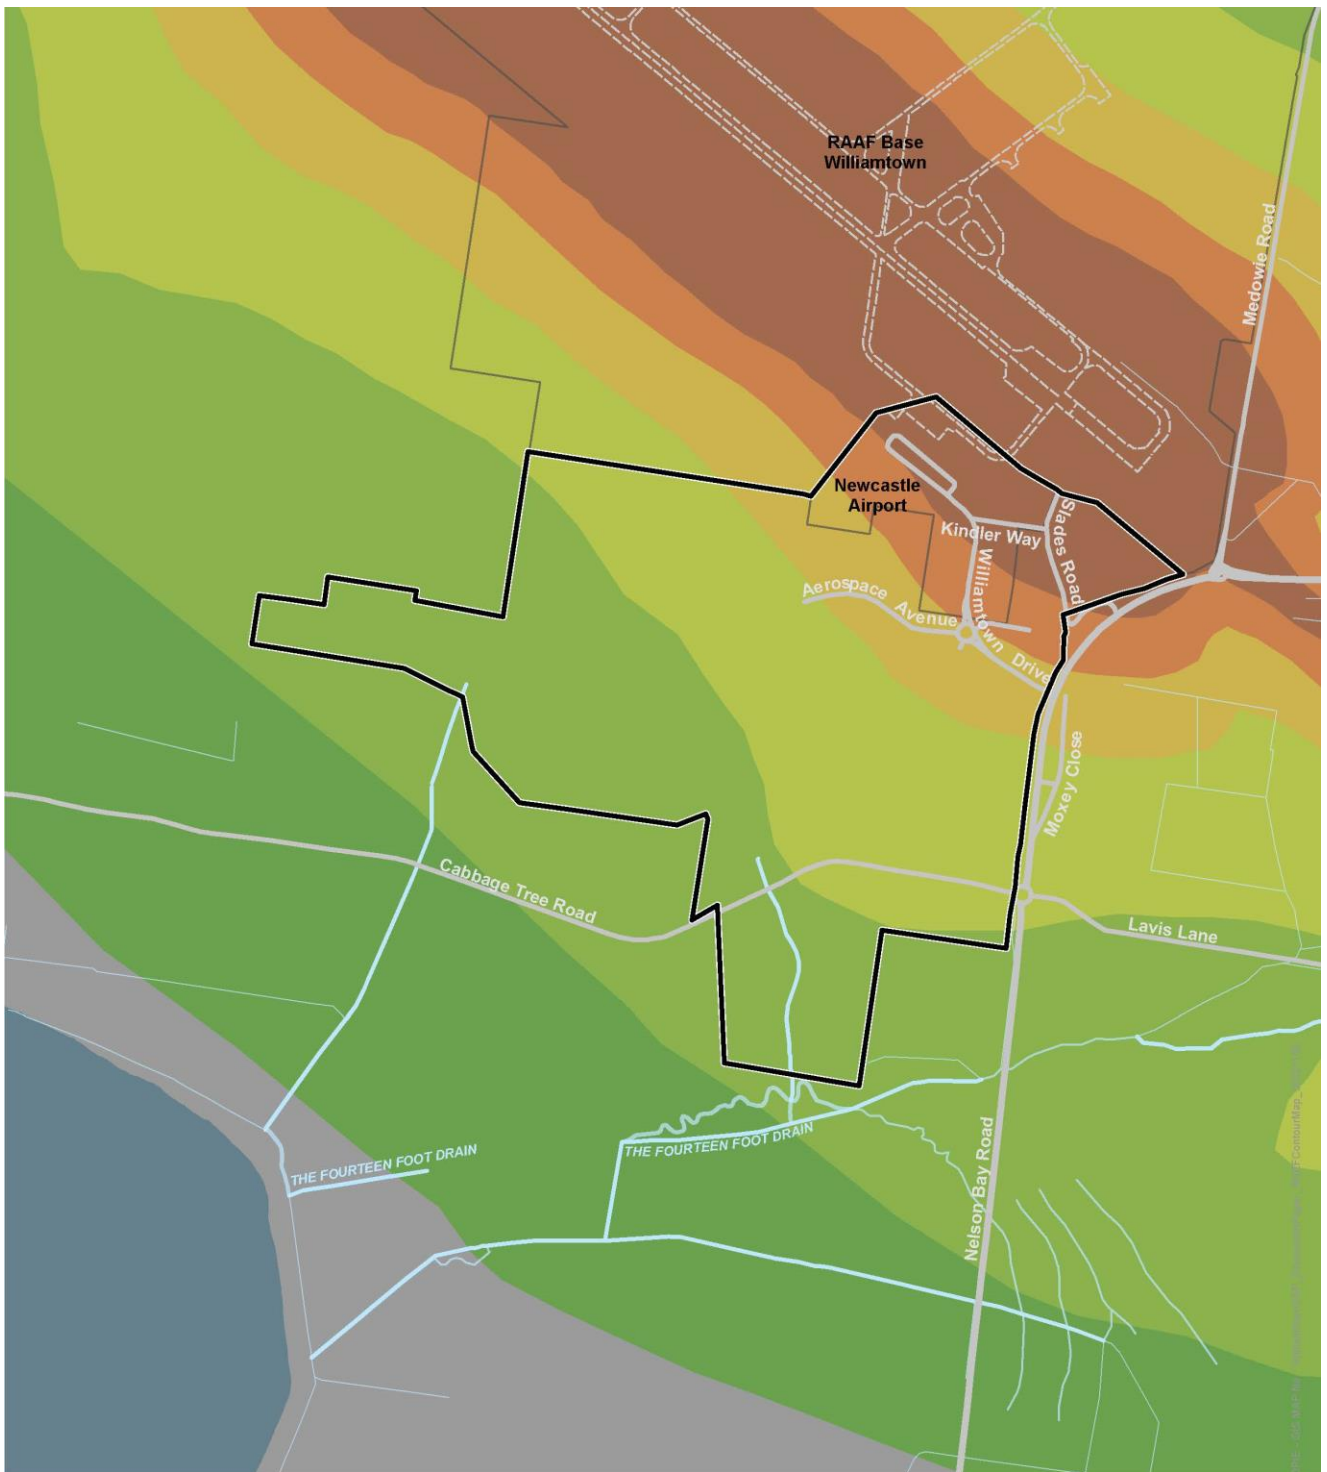 RAAF Base
Williamtown
Medowie Road
Newcastle
Airport
Kindler Way
Slades Road
Aerospace Avenue
Williamtown Drive
Moxey Close
Cabbage Tree Road
Lavis Lane
THE FOURTEEN FOOT DRAIN
THE FOURTEEN FOOT DRAIN
Nelson Bay Road